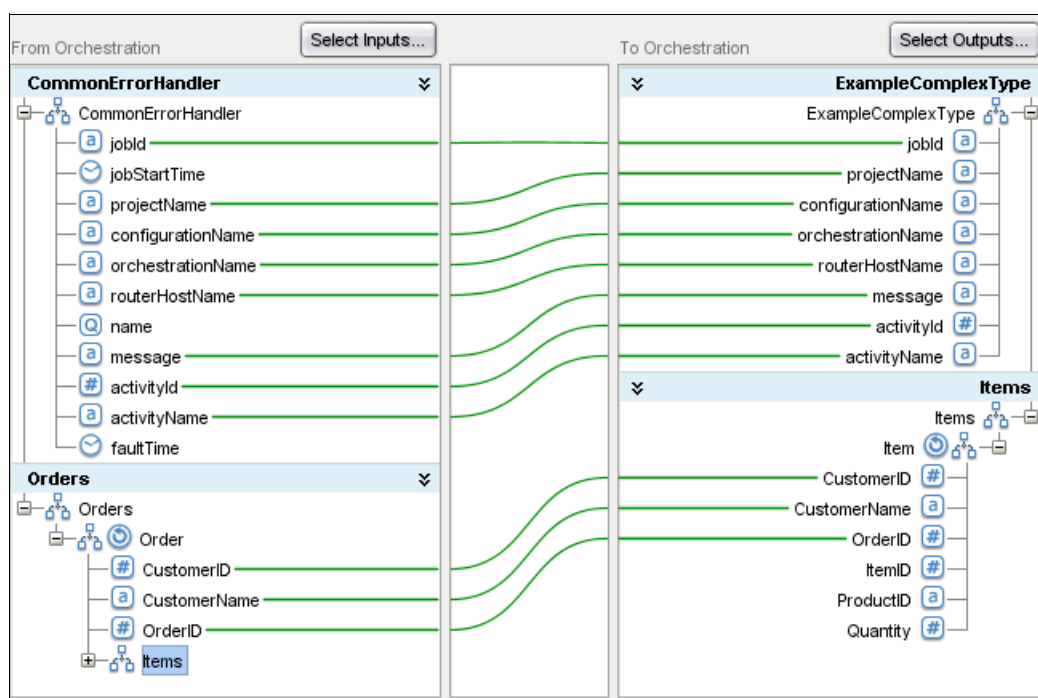 From Orchestration
Select Inputs...
To Orchestration
Select Outputs...
CommonErrorHandler
CommonErrorHandler
a jobId
jobStartTime
a projectName
a configurationName
a orchestrationName
a routerHostName
Q name
a message
# activityId
a activityName
faultTime
Orders
Orders
Order
# CustomerID
a CustomerName
# OrderID
Items
ExampleComplexType
ExampleComplexType
jobId a
projectName a
configurationName a
orchestrationName a
routerHostName a
message a
activityId #
activityName a
Items
Items
Item
CustomerID #
CustomerName a
OrderID #
ItemID #
ProductID a
Quantity #